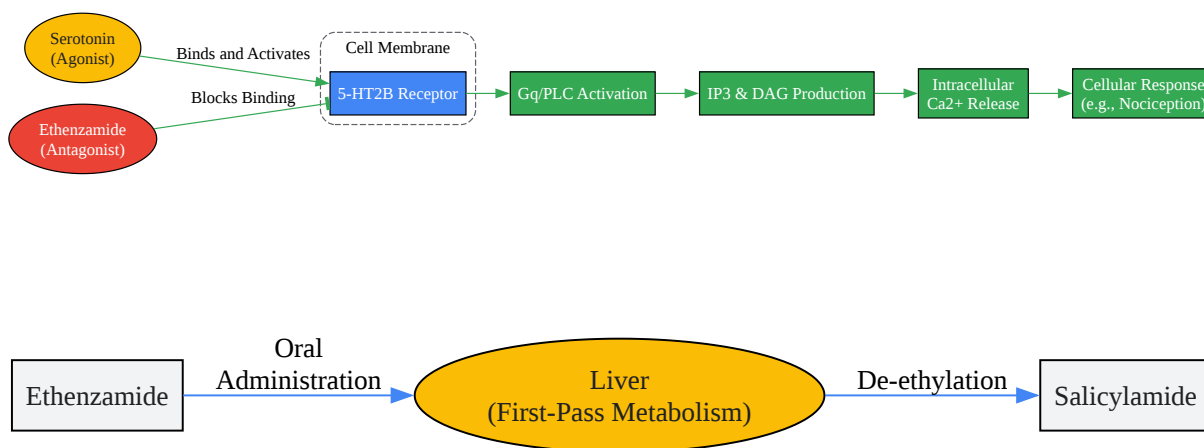 Serotonin
(Agonist)
Binds and Activates
Cell Membrane
Ethenzamide
(Antagonist)
Blocks Binding
5-HT2B Receptor
Gq/PLC Activation
IP3 & DAG Production
Intracellular
Ca2+ Release
Cellular Response
(e.g., Nociception)
Ethenzamide
Oral
Administration
Liver
(First-Pass Metabolism)
De-ethylation
Salicylamide